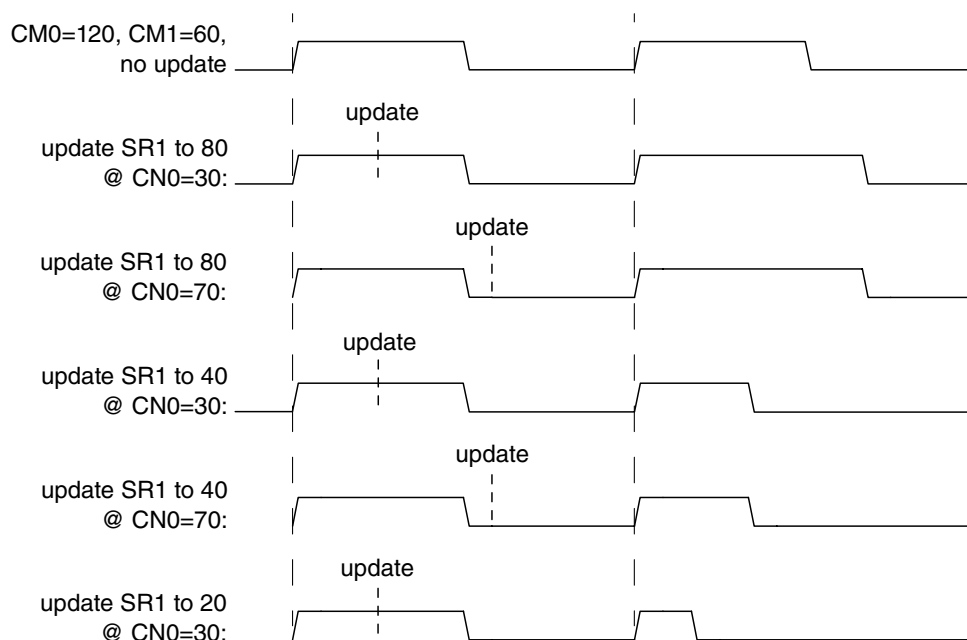 CM0=120, CM1=60,
no update
update
update SR1 to 80
@ CN0=30:
update
update SR1 to 80
@ CN0=70:
update
update SR1 to 40
@ CN0=30:
update
update SR1 to 40
@ CN0=70:
update
update SR1 to 20
@ CN0=30: